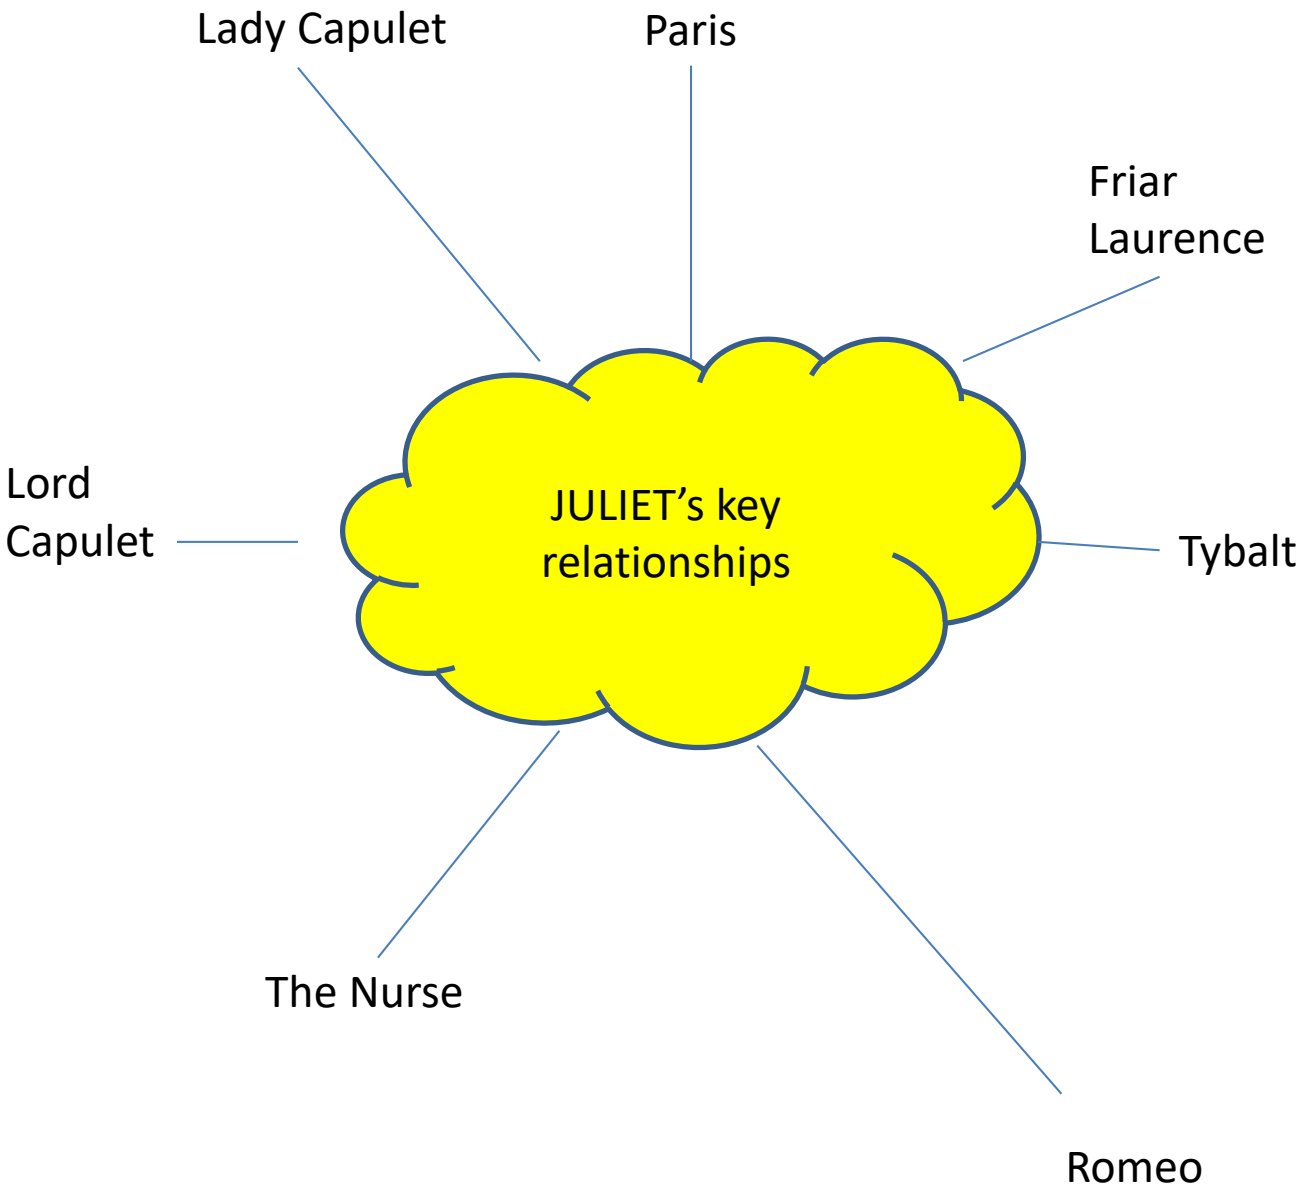 Lady Capulet
Paris
Friar
Laurence
Lord
Capulet
JULIET’s key
relationships
Tybalt
The Nurse
Romeo